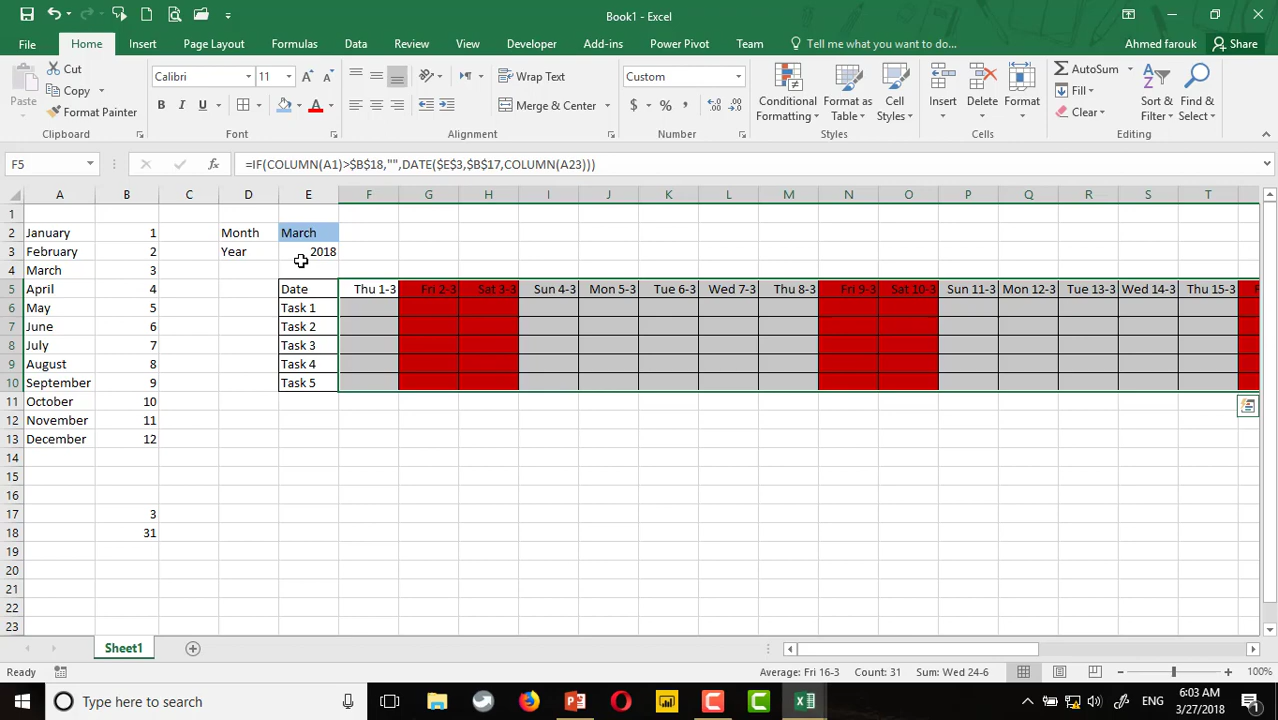 Book1 - Excel
File Home Insert Page Layout Formulas Data Review View Developer Add-ins Power Pivot Team Tell me what you want to do... Ahmed farouk Share
Paste Cut Calibri 11 Wrap Text Custom AutoSum
Copy Merge & Center Conditional Formatting Format as Table Cell Styles Insert Delete Format Fill Sort & Filter Find & Select
Format Painter Clear
Clipboard Font Alignment Number Styles Cells Editing
F5 =IF(COLUMN(A1)>$B$18,"",DATE($E$3,$B$17,COLUMN(A23)))
A B C D E F G H I J K L M N O P Q R S T
1
2 January 1 Month March
3 February 2 Year 2018
4 March 3
5 April 4 Date Thu 1-3 Fri 2-3 Sat 3-3 Sun 4-3 Mon 5-3 Tue 6-3 Wed 7-3 Thu 8-3 Fri 9-3 Sat 10-3 Sun 11-3 Mon 12-3 Tue 13-3 Wed 14-3 Thu 15-3
6 May 5 Task 1
7 June 6 Task 2
8 July 7 Task 3
9 August 8 Task 4
10 September 9 Task 5
11 October 10
12 November 11
13 December 12
14
15
16
17 3
18 31
19
20
21
22
23
Sheet1
Ready Average: Fri 16-3 Count: 31 Sum: Wed 24-6 100%
Type here to search ENG 6:03 AM
3/27/2018